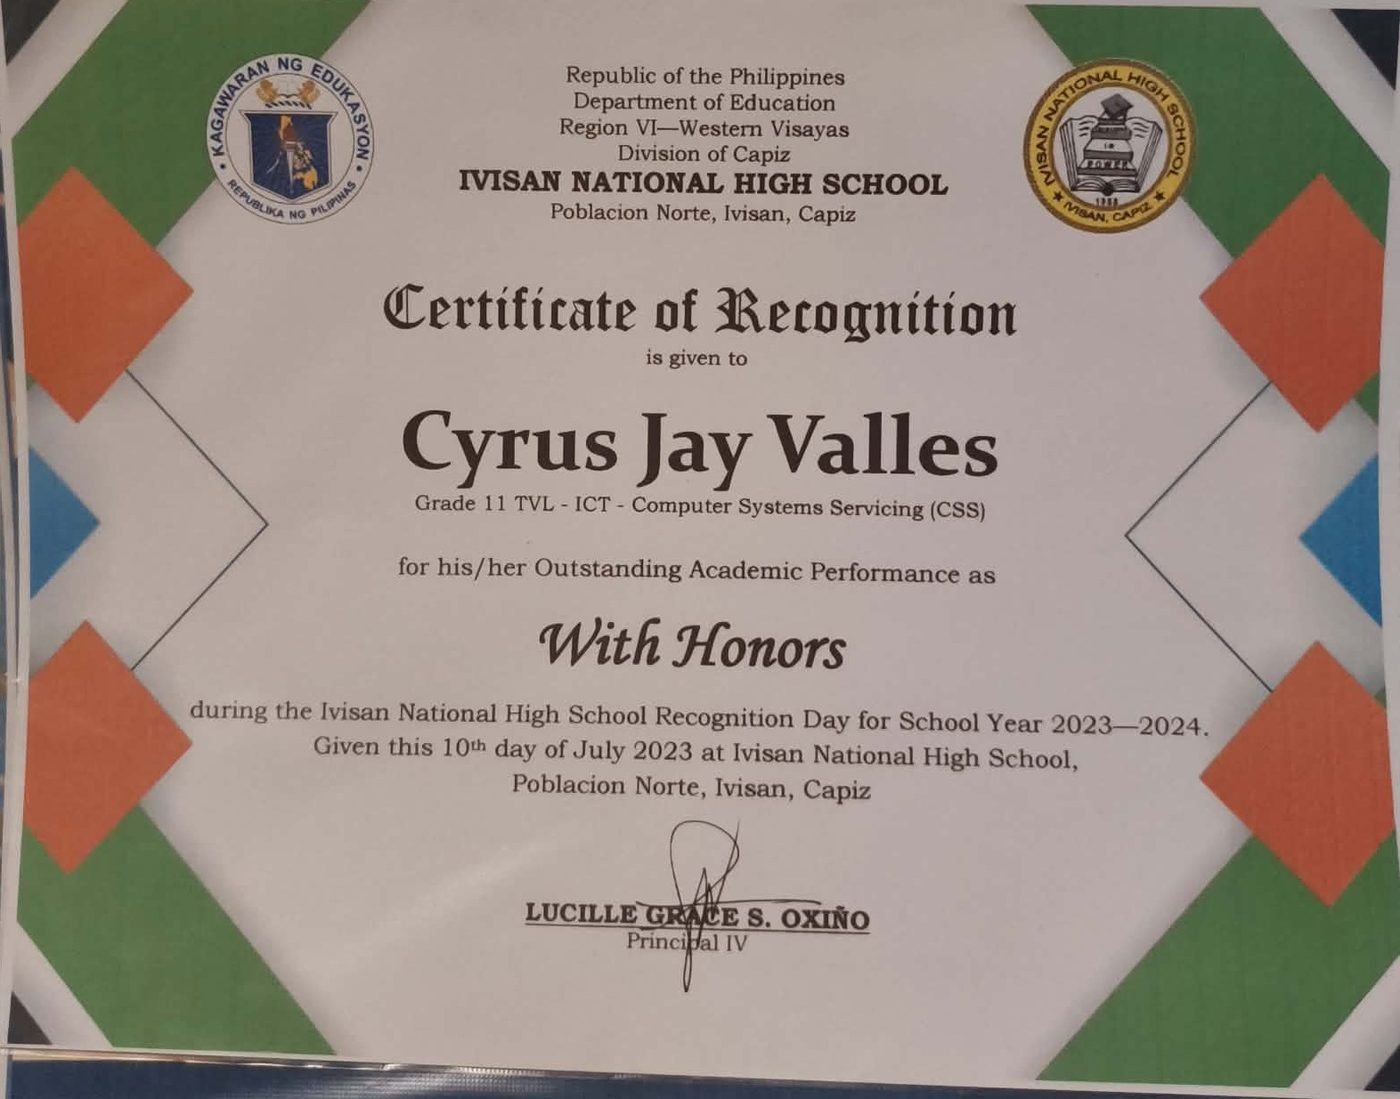 KAGAWARAN NG EDUKASYON
REPUBLIKA NG PILIPINAS
Republic of the Philippines
Department of Education
Region VI—Western Visayas
Division of Capiz
IVISAN NATIONAL HIGH SCHOOL
Poblacion Norte, Ivisan, Capiz
IVISAN NATIONAL HIGH SCHOOL
IS
POWER
1968
IVISAN, CAPIZ
Certificate of Recognition
is given to
Cyrus Jay Valles
Grade 11 TVL - ICT - Computer Systems Servicing (CSS)
for his/her Outstanding Academic Performance as
With Honors
during the Ivisan National High School Recognition Day for School Year 2023—2024.
Given this 10th day of July 2023 at Ivisan National High School,
Poblacion Norte, Ivisan, Capiz
LUCILLE GRACE S. OXIÑO
Principal IV